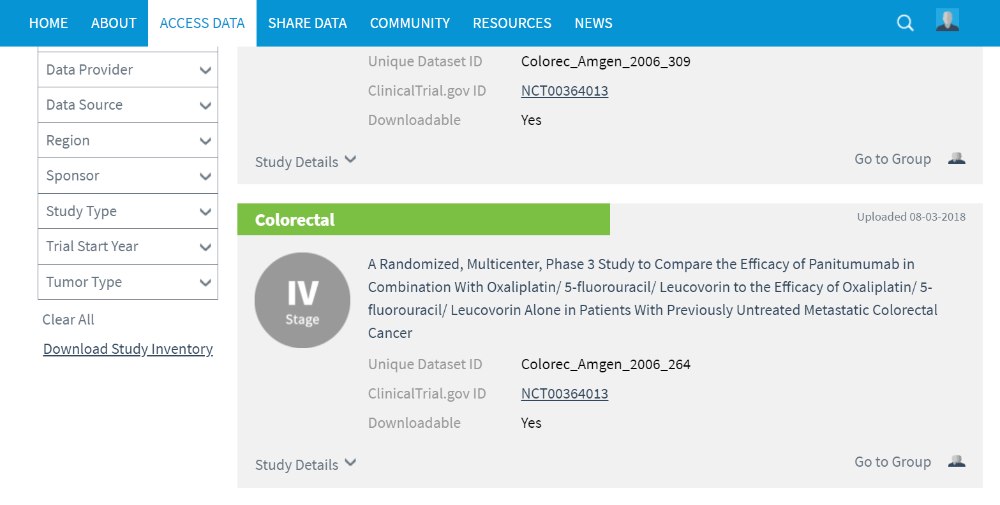 HOME ABOUT ACCESS DATA SHARE DATA COMMUNITY RESOURCES NEWS
Data Provider
Data Source
Region
Sponsor
Study Type
Trial Start Year
Tumor Type
Clear All
Download Study Inventory
Unique Dataset ID Colorec_Amgen_2006_309
ClinicalTrial.gov ID NCT00364013
Downloadable Yes
Study Details Go to Group
Colorectal Uploaded 08-03-2018
IV
Stage
A Randomized, Multicenter, Phase 3 Study to Compare the Efficacy of Panitumumab in
Combination With Oxaliplatin/ 5-fluorouracil/ Leucovorin to the Efficacy of Oxaliplatin/ 5-
fluorouracil/ Leucovorin Alone in Patients With Previously Untreated Metastatic Colorectal
Cancer
Unique Dataset ID Colorec_Amgen_2006_264
ClinicalTrial.gov ID NCT00364013
Downloadable Yes
Study Details Go to Group